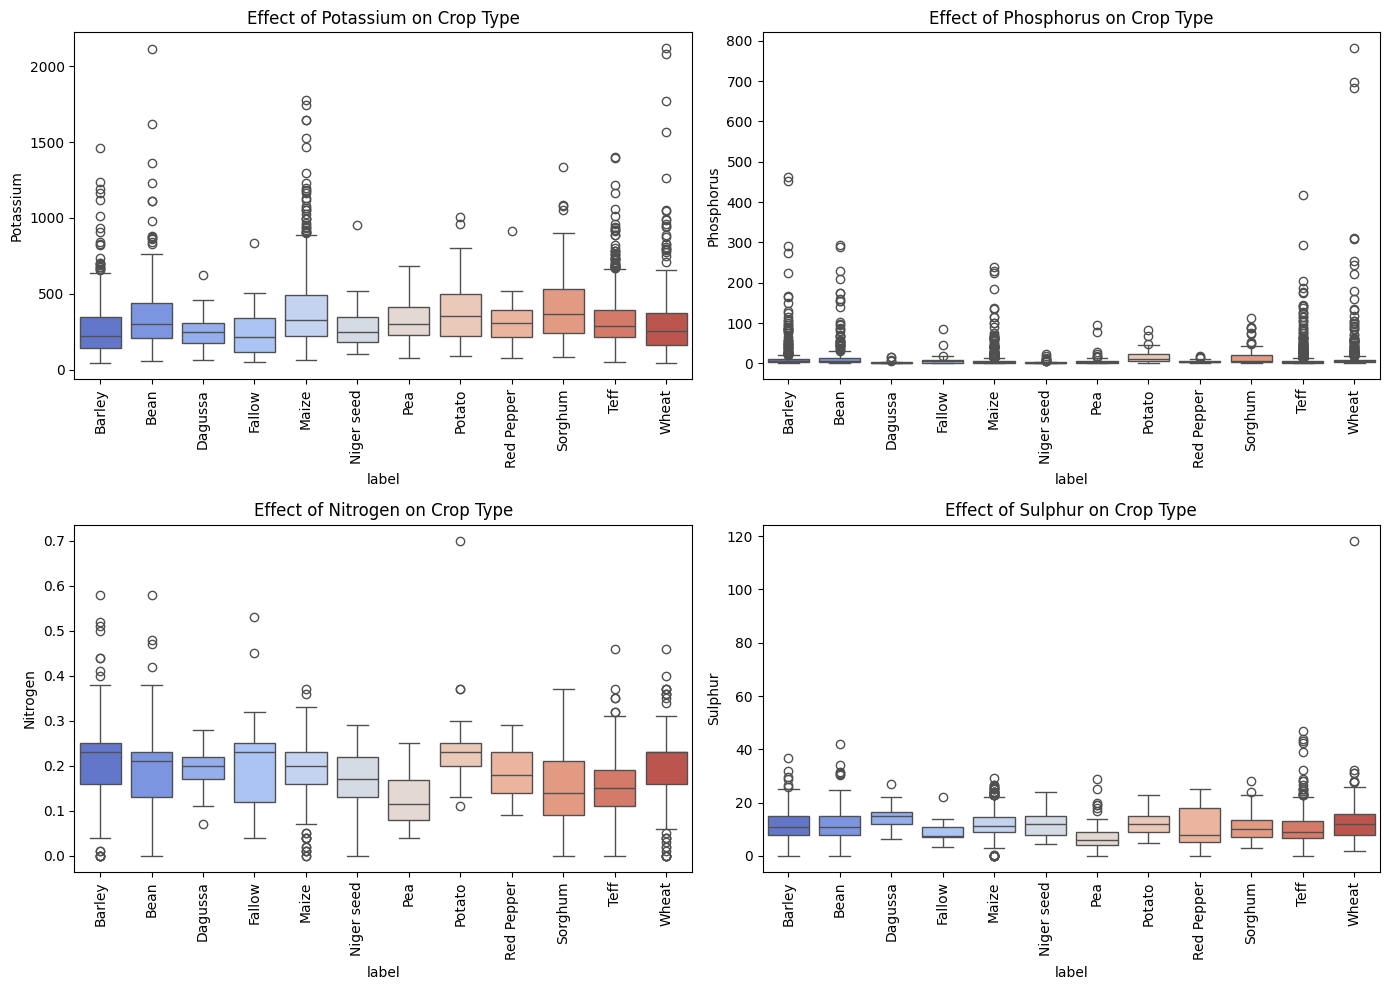 Effect of Potassium on Crop Type
Potassium
2000
1500
1000
500
0
Barley
Bean
Dagussa
Fallow
Maize
Niger seed
Pea
Potato
Red Pepper
Sorghum
Teff
Wheat
label
Effect of Phosphorus on Crop Type
Phosphorus
800
700
600
500
400
300
200
100
0
Barley
Bean
Dagussa
Fallow
Maize
Niger seed
Pea
Potato
Red Pepper
Sorghum
Teff
Wheat
label
Effect of Nitrogen on Crop Type
Nitrogen
0.7
0.6
0.5
0.4
0.3
0.2
0.1
0.0
Barley
Bean
Dagussa
Fallow
Maize
Niger seed
Pea
Potato
Red Pepper
Sorghum
Teff
Wheat
label
Effect of Sulphur on Crop Type
Sulphur
120
100
80
60
40
20
0
Barley
Bean
Dagussa
Fallow
Maize
Niger seed
Pea
Potato
Red Pepper
Sorghum
Teff
Wheat
label